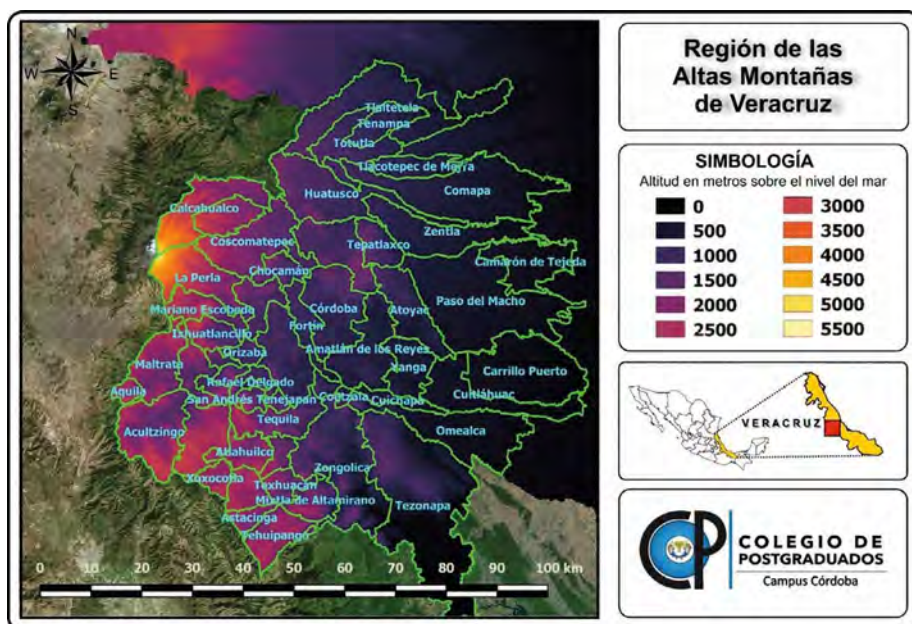 Región de las
Altas Montañas
de Veracruz
SIMBOLOGÍA
Altitud en metros sobre el nivel del mar
0
500
1000
1500
2000
2500
3000
3500
4000
4500
5000
5500
VERACRUZ
CP
COLEGIO DE
POSTGRADUADOS
Campus Córdoba
N
W
E
S
Tlaltetela
Tenampa
Totutla
Tlacotepec de Mejía
Huatusco
Comapa
Calcahualco
Zentla
Coscomatepec
Tepatlaxco
Camarón de Tejeda
Chocamán
La Perla
Paso del Macho
Mariano Escobedo
Córdoba
Atoyac
Fortín
Ixhuatlancillo
Orizaba
Amatlán de los Reyes
Maltrata
Yanga
Carrillo Puerto
Rafael Delgado
Cuitláhuac
Aquila
San Andrés Tenejapan
Coetzala
Cuichapa
Tequila
Acultzingo
Omealca
Atlahuilco
Zongolica
Xoxocotla
Texhuacán
Mixtla de Altamirano
Tezonapa
Astacinga
Tehuipango
0 10 20 30 40 50 60 70 80 90 100 km